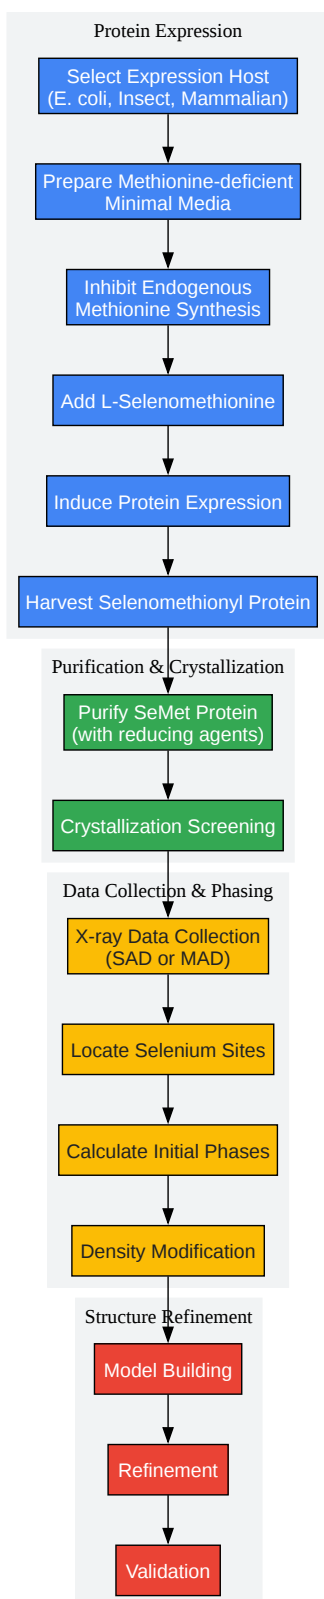 Protein Expression
Select Expression Host
(E. coli, Insect, Mammalian)
Prepare Methionine-deficient
Minimal Media
Inhibit Endogenous
Methionine Synthesis
Add L-Selenomethionine
Induce Protein Expression
Harvest Selenomethionyl Protein
Purification & Crystallization
Purify SeMet Protein
(with reducing agents)
Crystallization Screening
Data Collection & Phasing
X-ray Data Collection
(SAD or MAD)
Locate Selenium Sites
Calculate Initial Phases
Density Modification
Structure Refinement
Model Building
Refinement
Validation